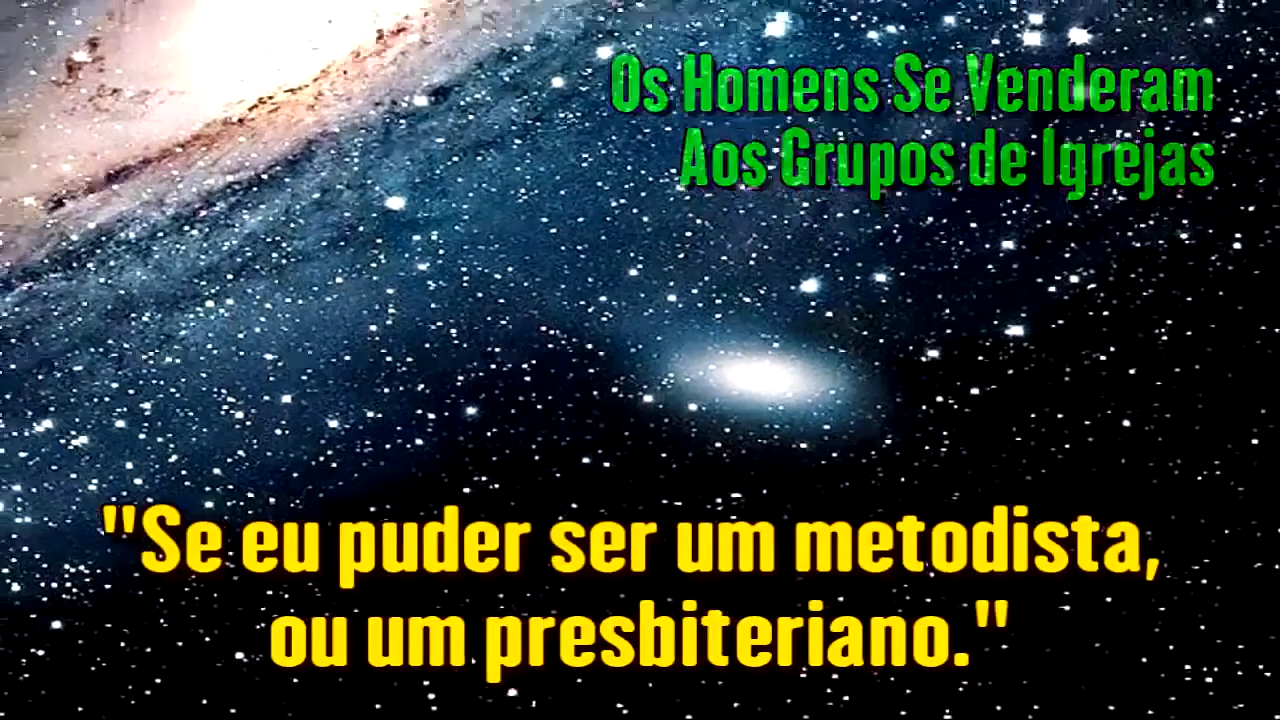 Os Homens Se Venderam
Aos Grupos de Igrejas
"Se eu puder ser um metodista,
ou um presbiteriano."